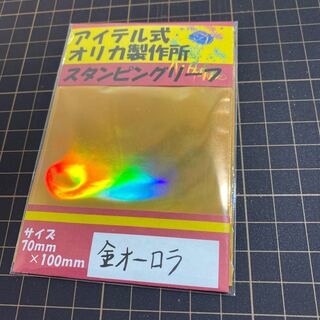 アイテル式
オリカ製作所
スタンピングリーフ
サイズ
70mm
×100mm
金オーロラ